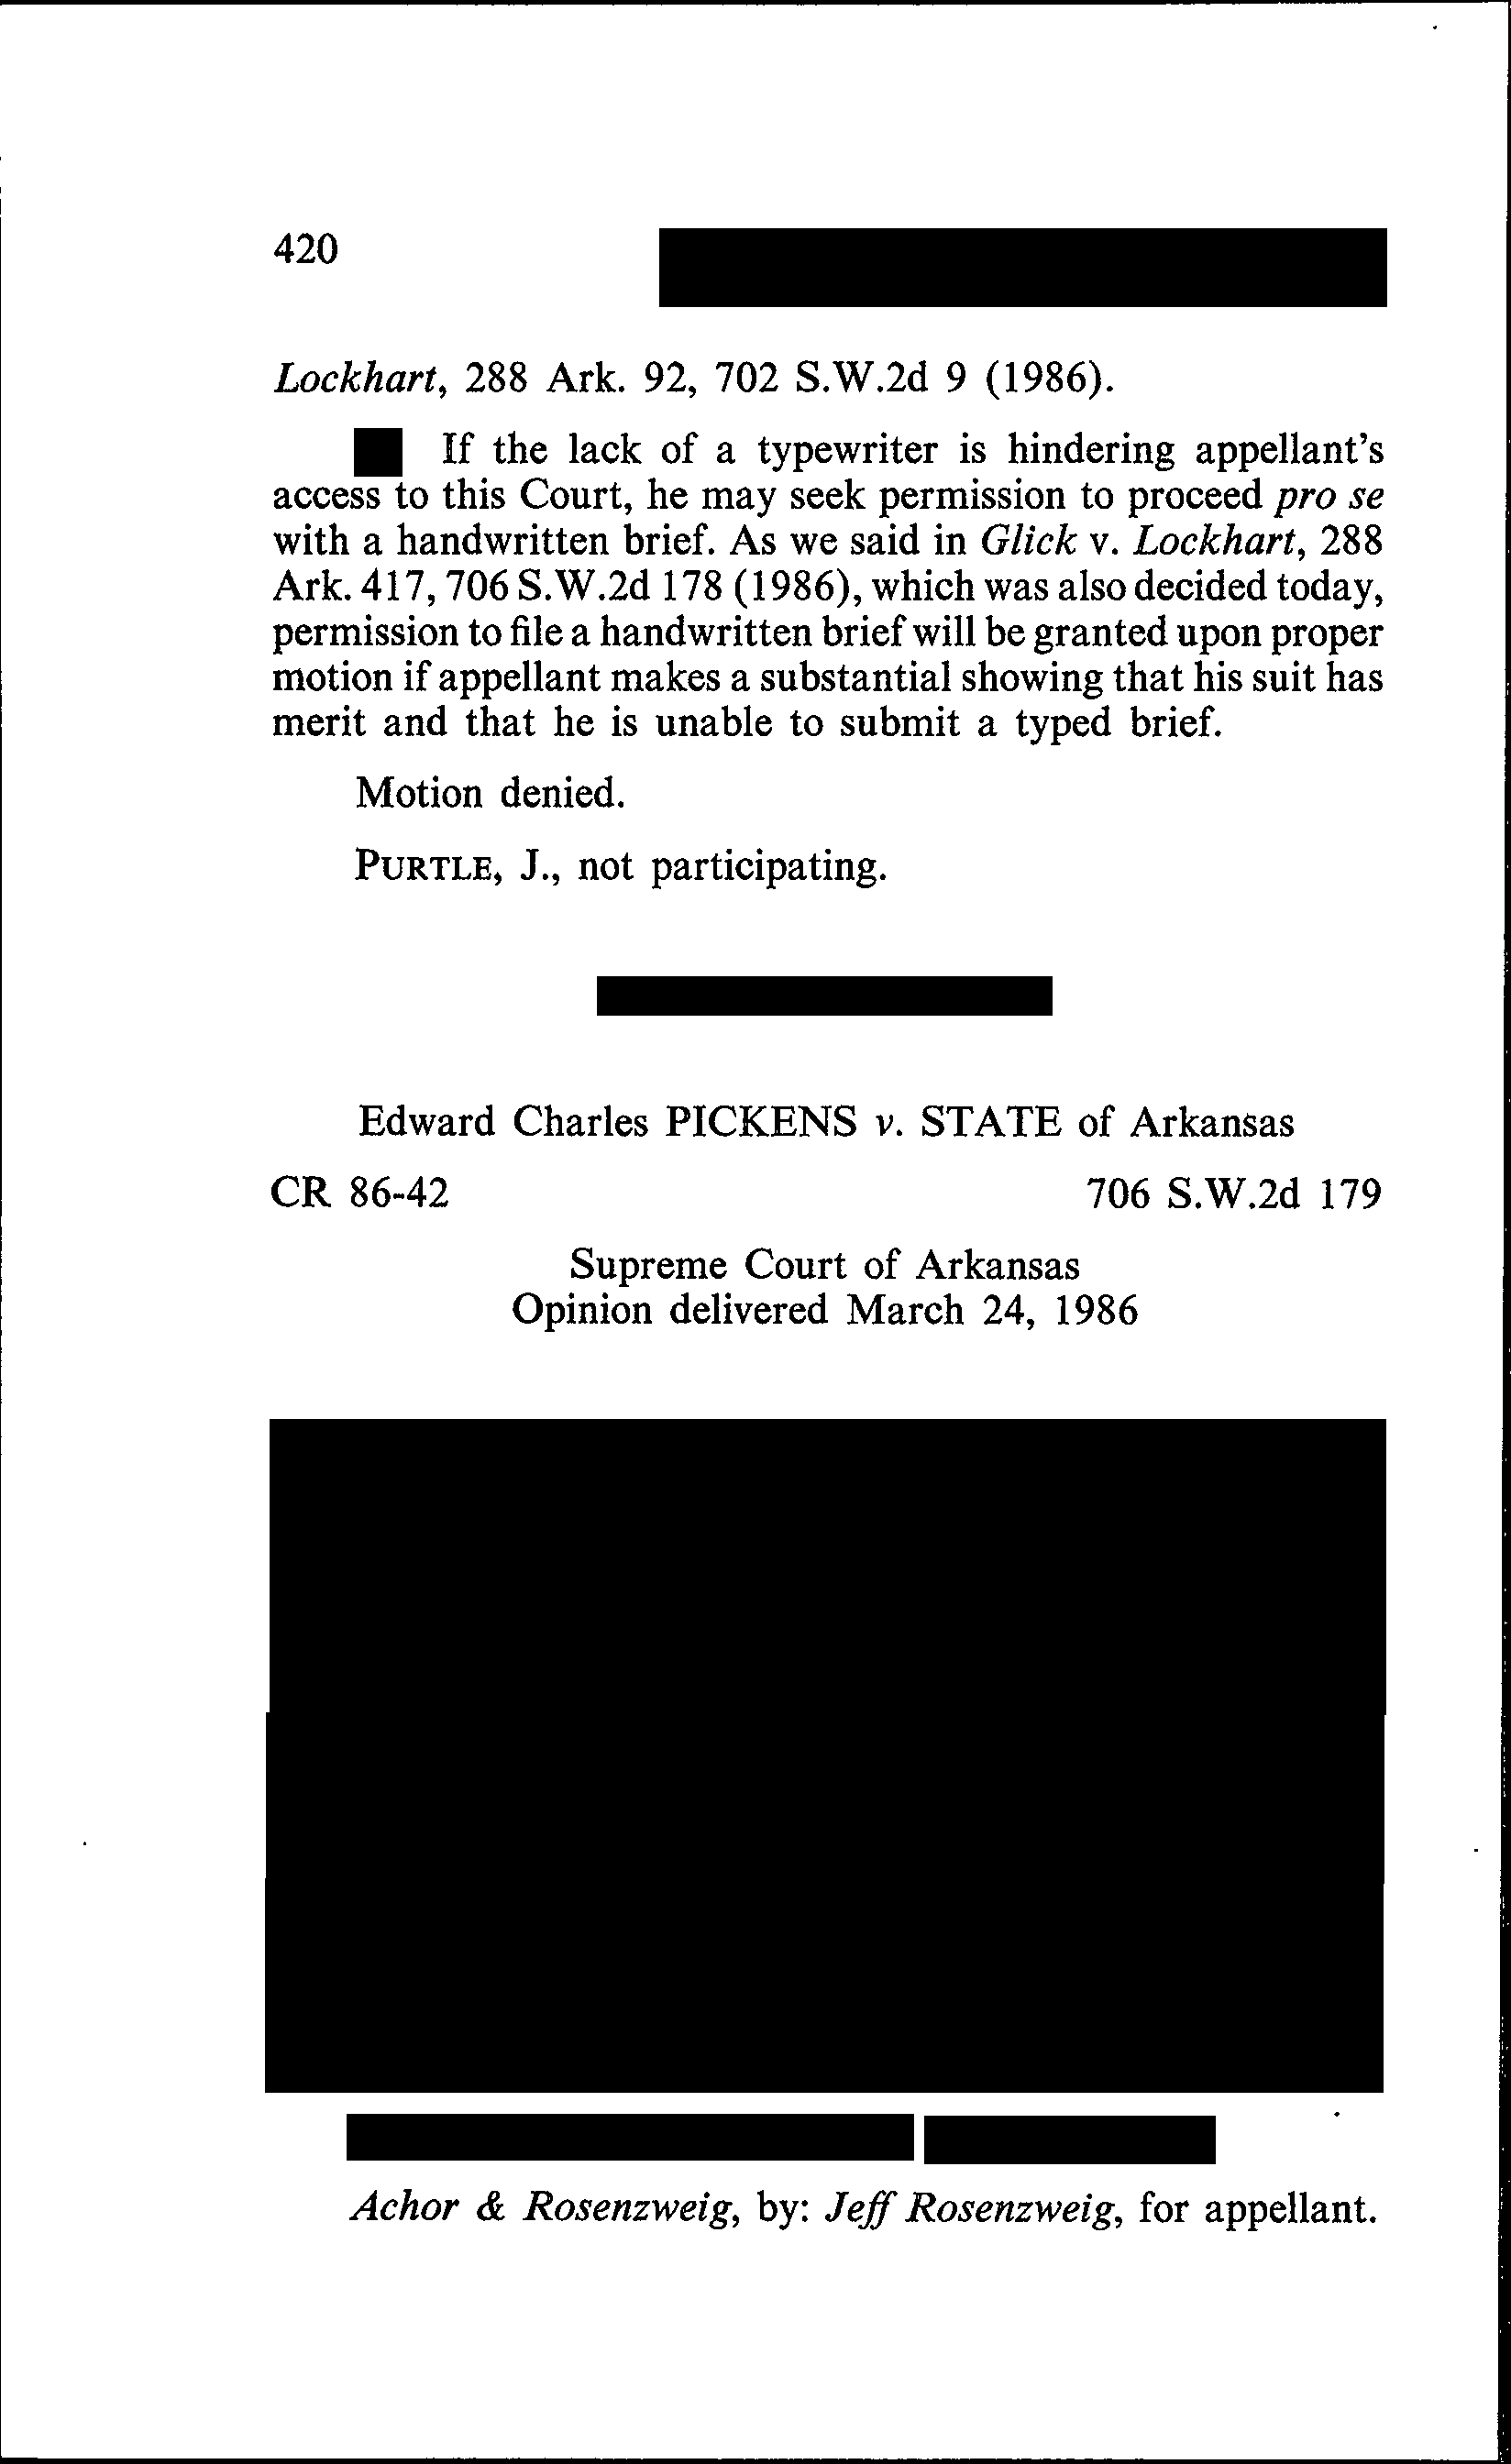 420
Lockhart, 288 Ark. 92, 702 S.W.2d 9 (1986).
If the lack of a typewriter is hindering appellant's
access to this Court, he may seek permission to proceed pro se
with a handwritten brief. As we said in Glick v. Lockhart, 288
Ark. 417, 706 S.W.2d 178 (1986), which was also decided today,
permission to file a handwritten brief will be granted upon proper
motion if appellant makes a substantial showing that his suit has
merit and that he is unable to submit a typed brief.
Motion denied.
PURTLE, J., not participating.
Edward Charles PICKENS v. STATE of Arkansas
CR 86-42 706 S.W.2d 179
Supreme Court of Arkansas
Opinion delivered March 24, 1986
Achor & Rosenzweig, by: Jeff Rosenzweig, for appellant.